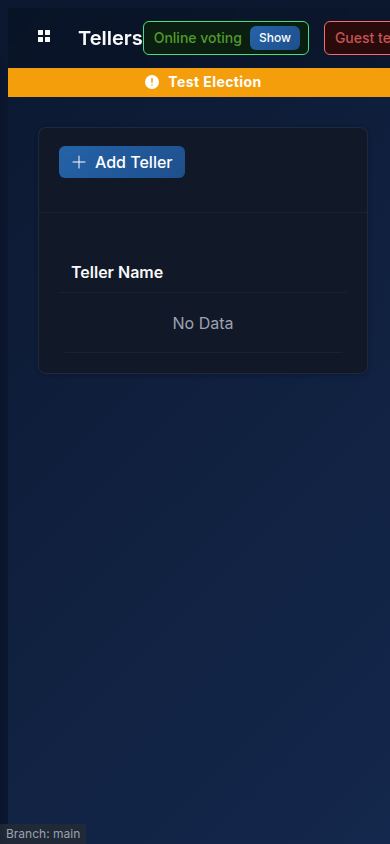 Tellers
Online voting
Show
Guest te
Test Election
Add Teller
Teller Name
No Data
Branch: main